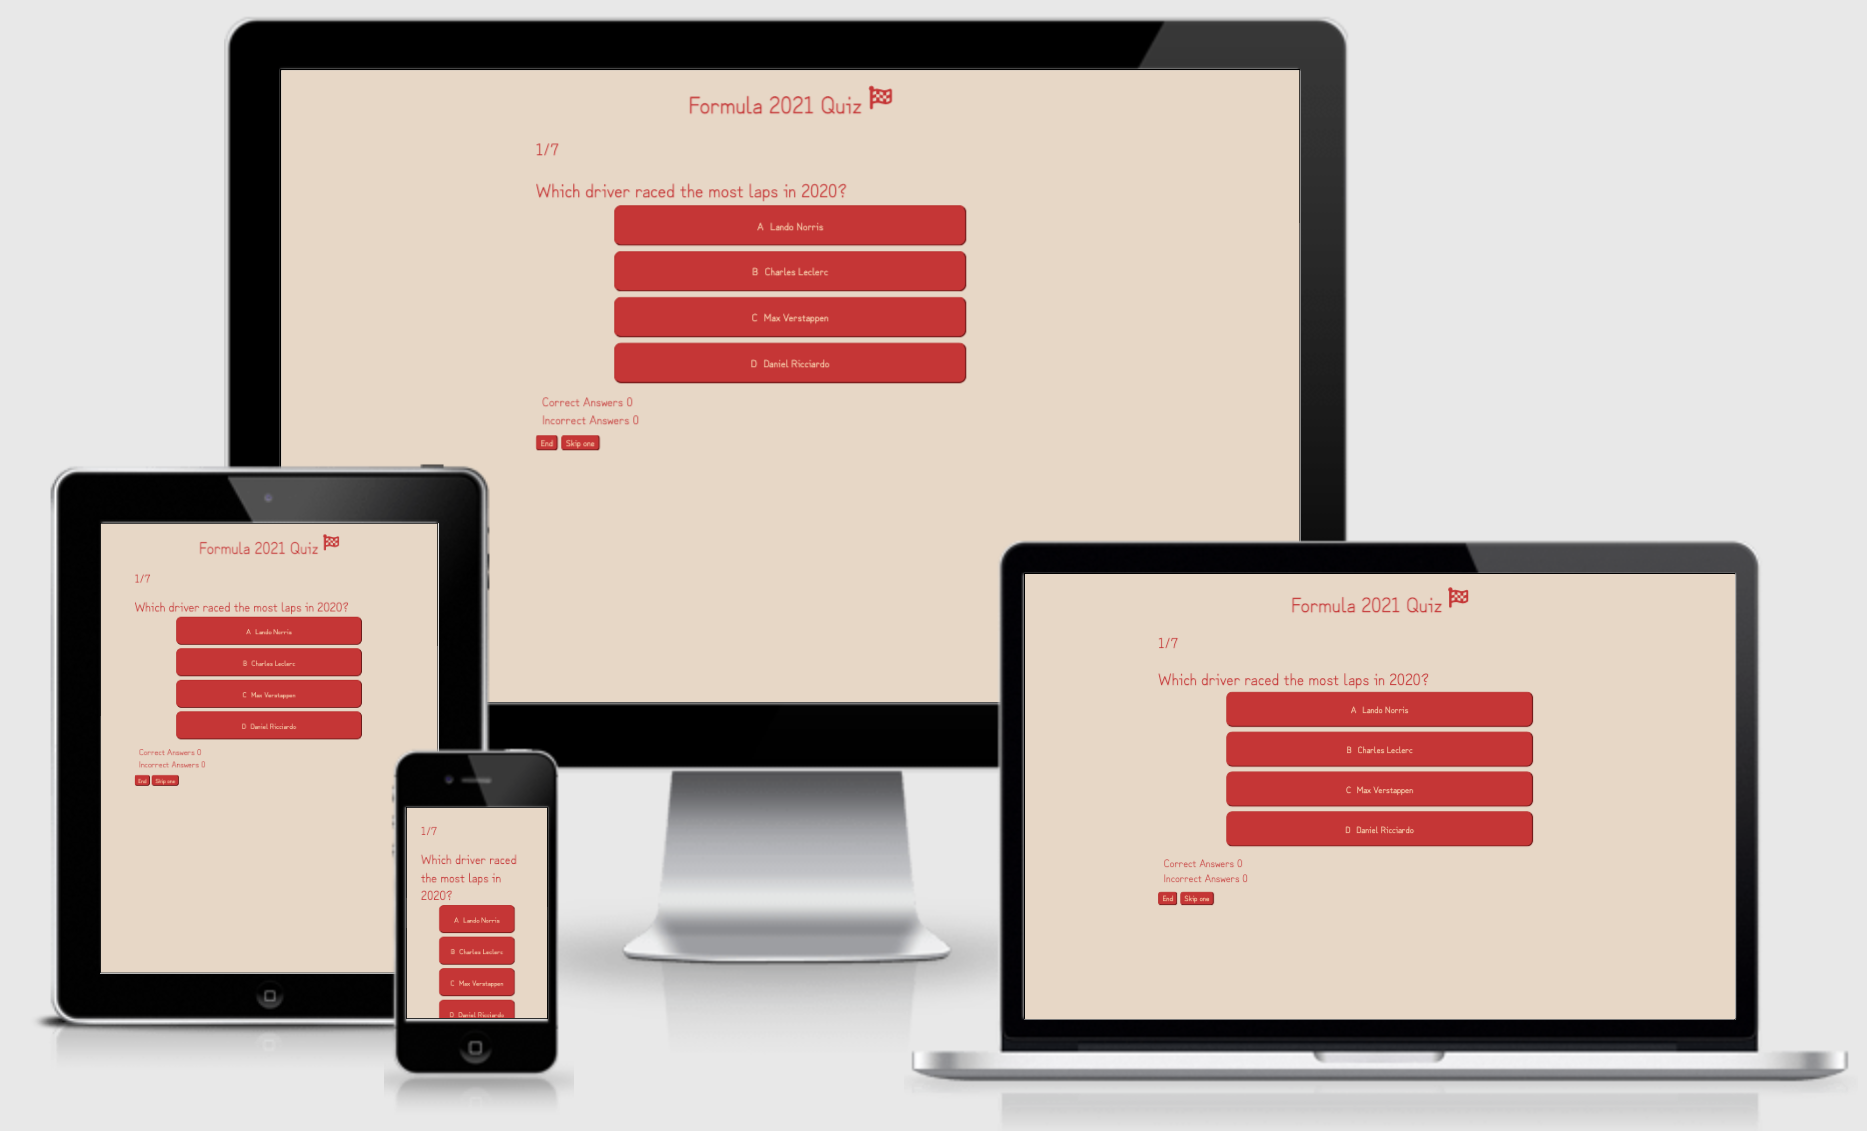 Formula 2021 Quiz
1/7
Which driver raced the most laps in 2020?
A Lando Norris
B Charles Leclerc
C Max Verstappen
D Daniel Ricciardo
Correct Answers 0
Incorrect Answers 0
End Skip one
Formula 2021 Quiz
1/7
Which driver raced the most laps in 2020?
A Lando Norris
B Charles Leclerc
C Max Verstappen
D Daniel Ricciardo
Correct Answers 0
Incorrect Answers 0
End Skip one
1/7
Which driver raced
the most laps in
2020?
A Lando Norris
B Charles Leclerc
C Max Verstappen
D Daniel Ricciardo
Formula 2021 Quiz
1/7
Which driver raced the most laps in 2020?
A Lando Norris
B Charles Leclerc
C Max Verstappen
D Daniel Ricciardo
Correct Answers 0
Incorrect Answers 0
End Skip one